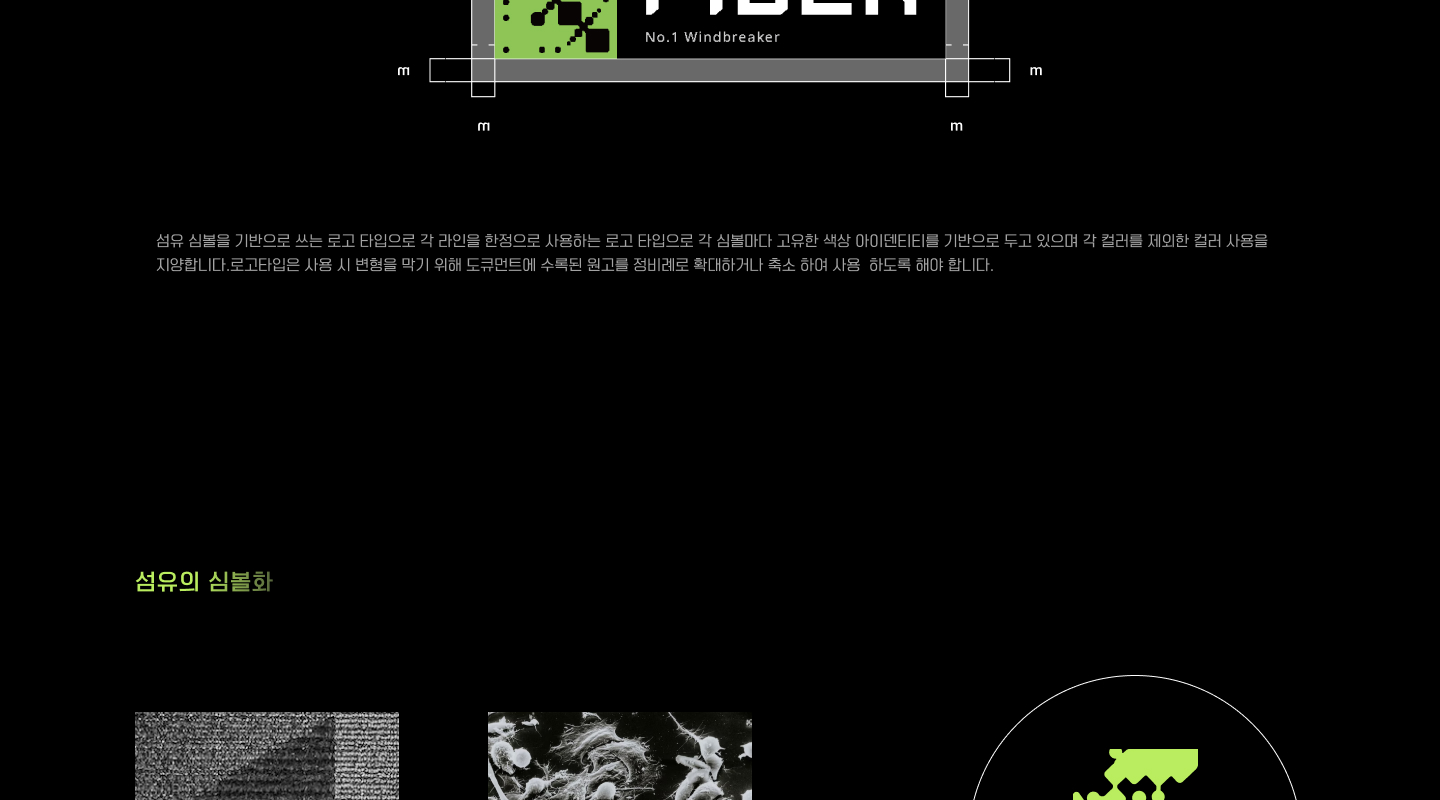 No.1 Windbreaker
m
m
m
m
섬유 심볼을 기반으로 쓰는 로고 타입으로 각 라인을 한정으로 사용하는 로고 타입으로 각 심볼마다 고유한 색상 아이덴티티를 기반으로 두고 있으며 각 컬러를 제외한 컬러 사용을
지양합니다.로고타입은 사용 시 변형을 막기 위해 도큐먼트에 수록된 원고를 정비례로 확대하거나 축소 하여 사용 하도록 해야 합니다.
섬유의 심볼화